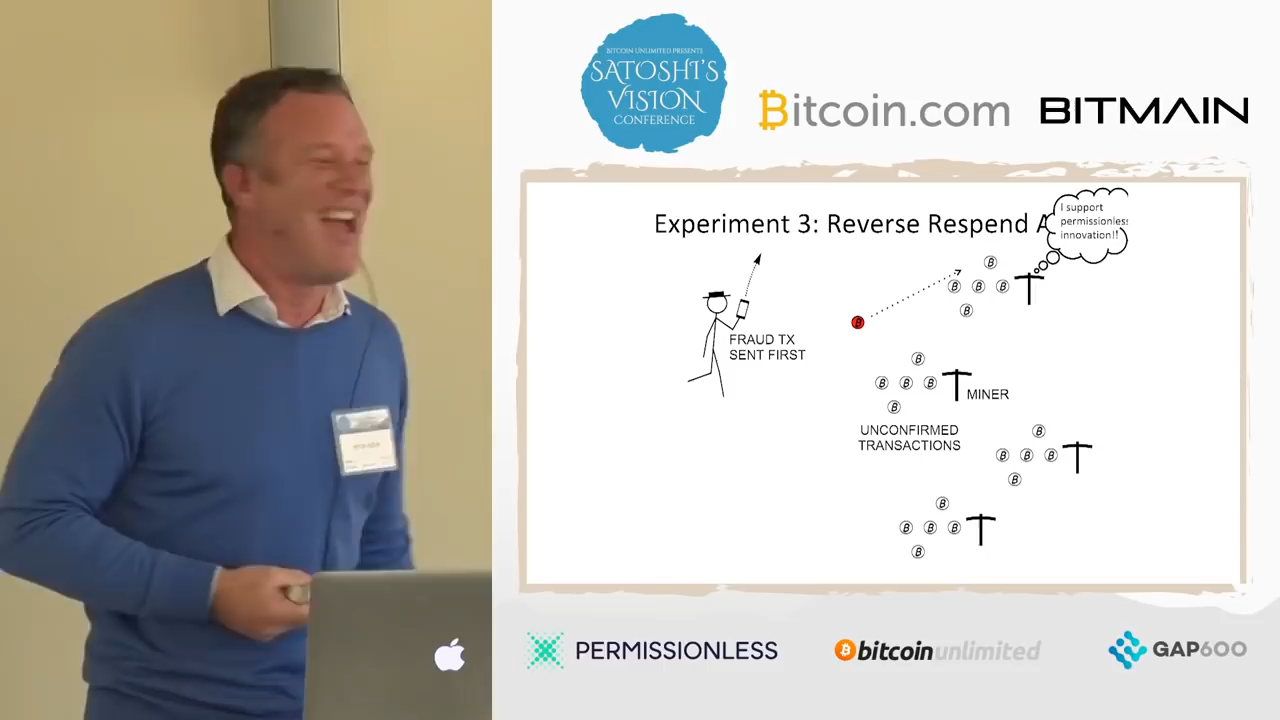 BITCOIN UNLIMITED PRESENTS
SATOSHI'S
VISION
CONFERENCE
Bitcoin.com
BITMAIN
Experiment 3: Reverse Respend A
I support
permissionless
innovation!!
FRAUD TX
SENT FIRST
MINER
UNCONFIRMED
TRANSACTIONS
PERMISSIONLESS
bitcoinunlimited
GAP600